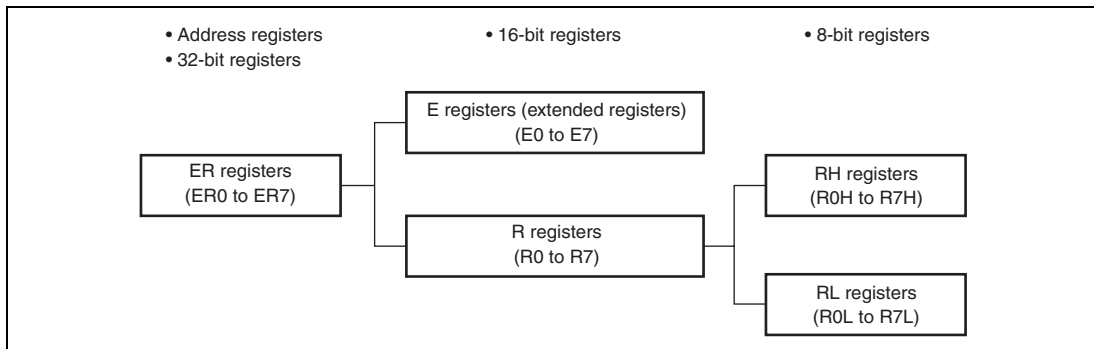 • Address registers
• 32-bit registers
• 16-bit registers
• 8-bit registers
E registers (extended registers)
(E0 to E7)
ER registers
(ER0 to ER7)
RH registers
(R0H to R7H)
R registers
(R0 to R7)
RL registers
(R0L to R7L)